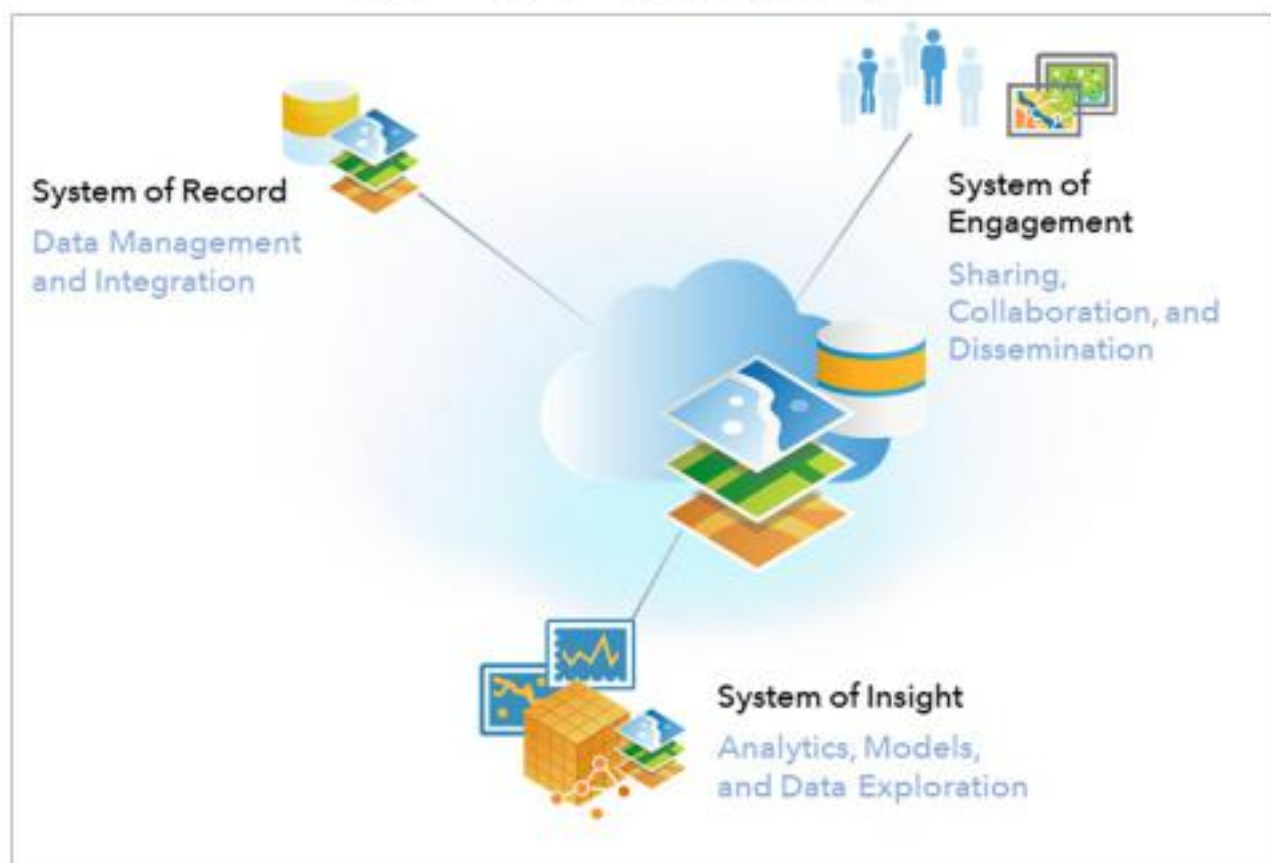 System of Record
Data Management
and Integration
System of
Engagement
Sharing,
Collaboration, and
Dissemination
System of Insight
Analytics, Models,
and Data Exploration